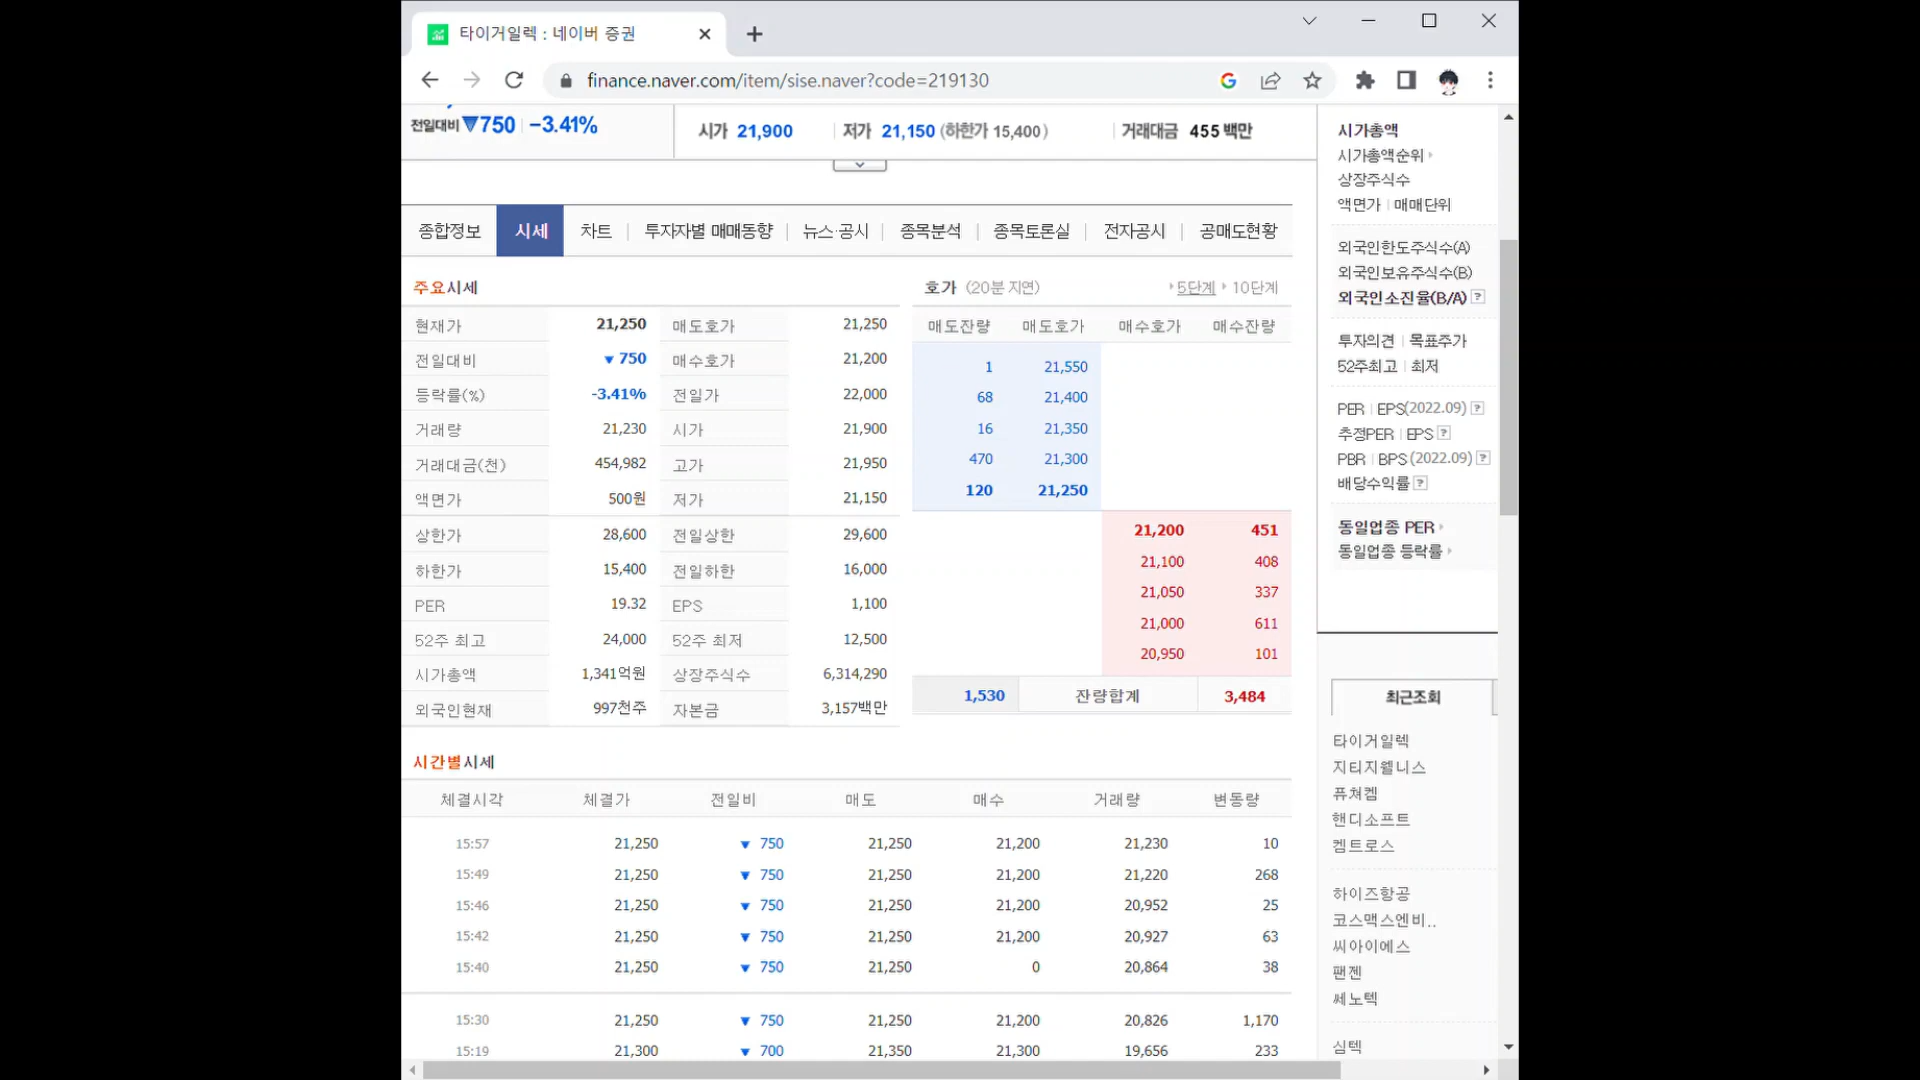 타이거일렉 : 네이버 증권
finance.naver.com/item/sise.naver?code=219130
전일대비 ▼750 -3.41%
시가 21,900 저가 21,150 (하한가 15,400) 거래대금 455 백만
종합정보 시세 차트 투자자별 매매동향 뉴스·공시 종목분석 종목토론실 전자공시 공매도현황
주요시세
현재가 21,250 매도호가 21,250
전일대비 ▼ 750 매수호가 21,200
등락률(%) -3.41% 전일가 22,000
거래량 21,230 시가 21,900
거래대금(천) 454,982 고가 21,950
액면가 500원 저가 21,150
상한가 28,600 전일상한 29,600
하한가 15,400 전일하한 16,000
PER 19.32 EPS 1,100
52주 최고 24,000 52주 최저 12,500
시가총액 1,341억원 상장주식수 6,314,290
외국인현재 997천주 자본금 3,157백만
호가 (20분 지연) 5단계 10단계
매도잔량 매도호가 매수호가 매수잔량
1 21,550
68 21,400
16 21,350
470 21,300
120 21,250
21,200 451
21,100 408
21,050 337
21,000 611
20,950 101
1,530 잔량합계 3,484
시간별시세
체결시각 체결가 전일비 매도 매수 거래량 변동량
15:57 21,250 ▼ 750 21,250 21,200 21,230 10
15:49 21,250 ▼ 750 21,250 21,200 21,220 268
15:46 21,250 ▼ 750 21,250 21,200 20,952 25
15:42 21,250 ▼ 750 21,250 21,200 20,927 63
15:40 21,250 ▼ 750 21,250 0 20,864 38
15:30 21,250 ▼ 750 21,250 21,200 20,826 1,170
15:19 21,300 ▼ 700 21,350 21,300 19,656 233
시가총액
시가총액순위
상장주식수
액면가 | 매매단위
외국인한도주식수(A)
외국인보유주식수(B)
외국인소진율(B/A) ?
투자의견 | 목표주가
52주최고 | 최저
PER | EPS(2022.09) ?
추정PER | EPS ?
PBR | BPS (2022.09) ?
배당수익률 ?
동일업종 PER
동일업종 등락률
최근조회
타이거일렉
지티지웰니스
퓨쳐켐
핸디소프트
켐트로스
하이즈항공
코스맥스엔비..
씨아이에스
팬젠
쎄노텍
심텍